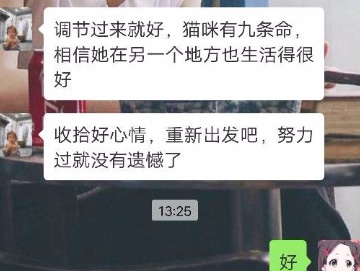 调节过来就好，猫咪有九条命，
相信她在另一个地方也生活得很
好
收拾好心情，重新出发吧，努力
过就没有遗憾了
13:25
好